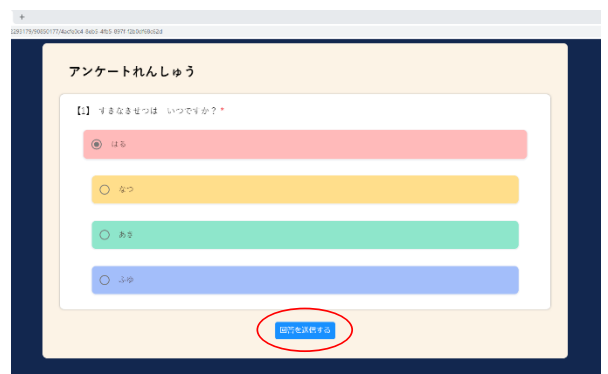 アンケートれんしゅう
【1】 すきなきせつは いつですか？*
はる
なつ
あき
ふゆ
回答を送信する